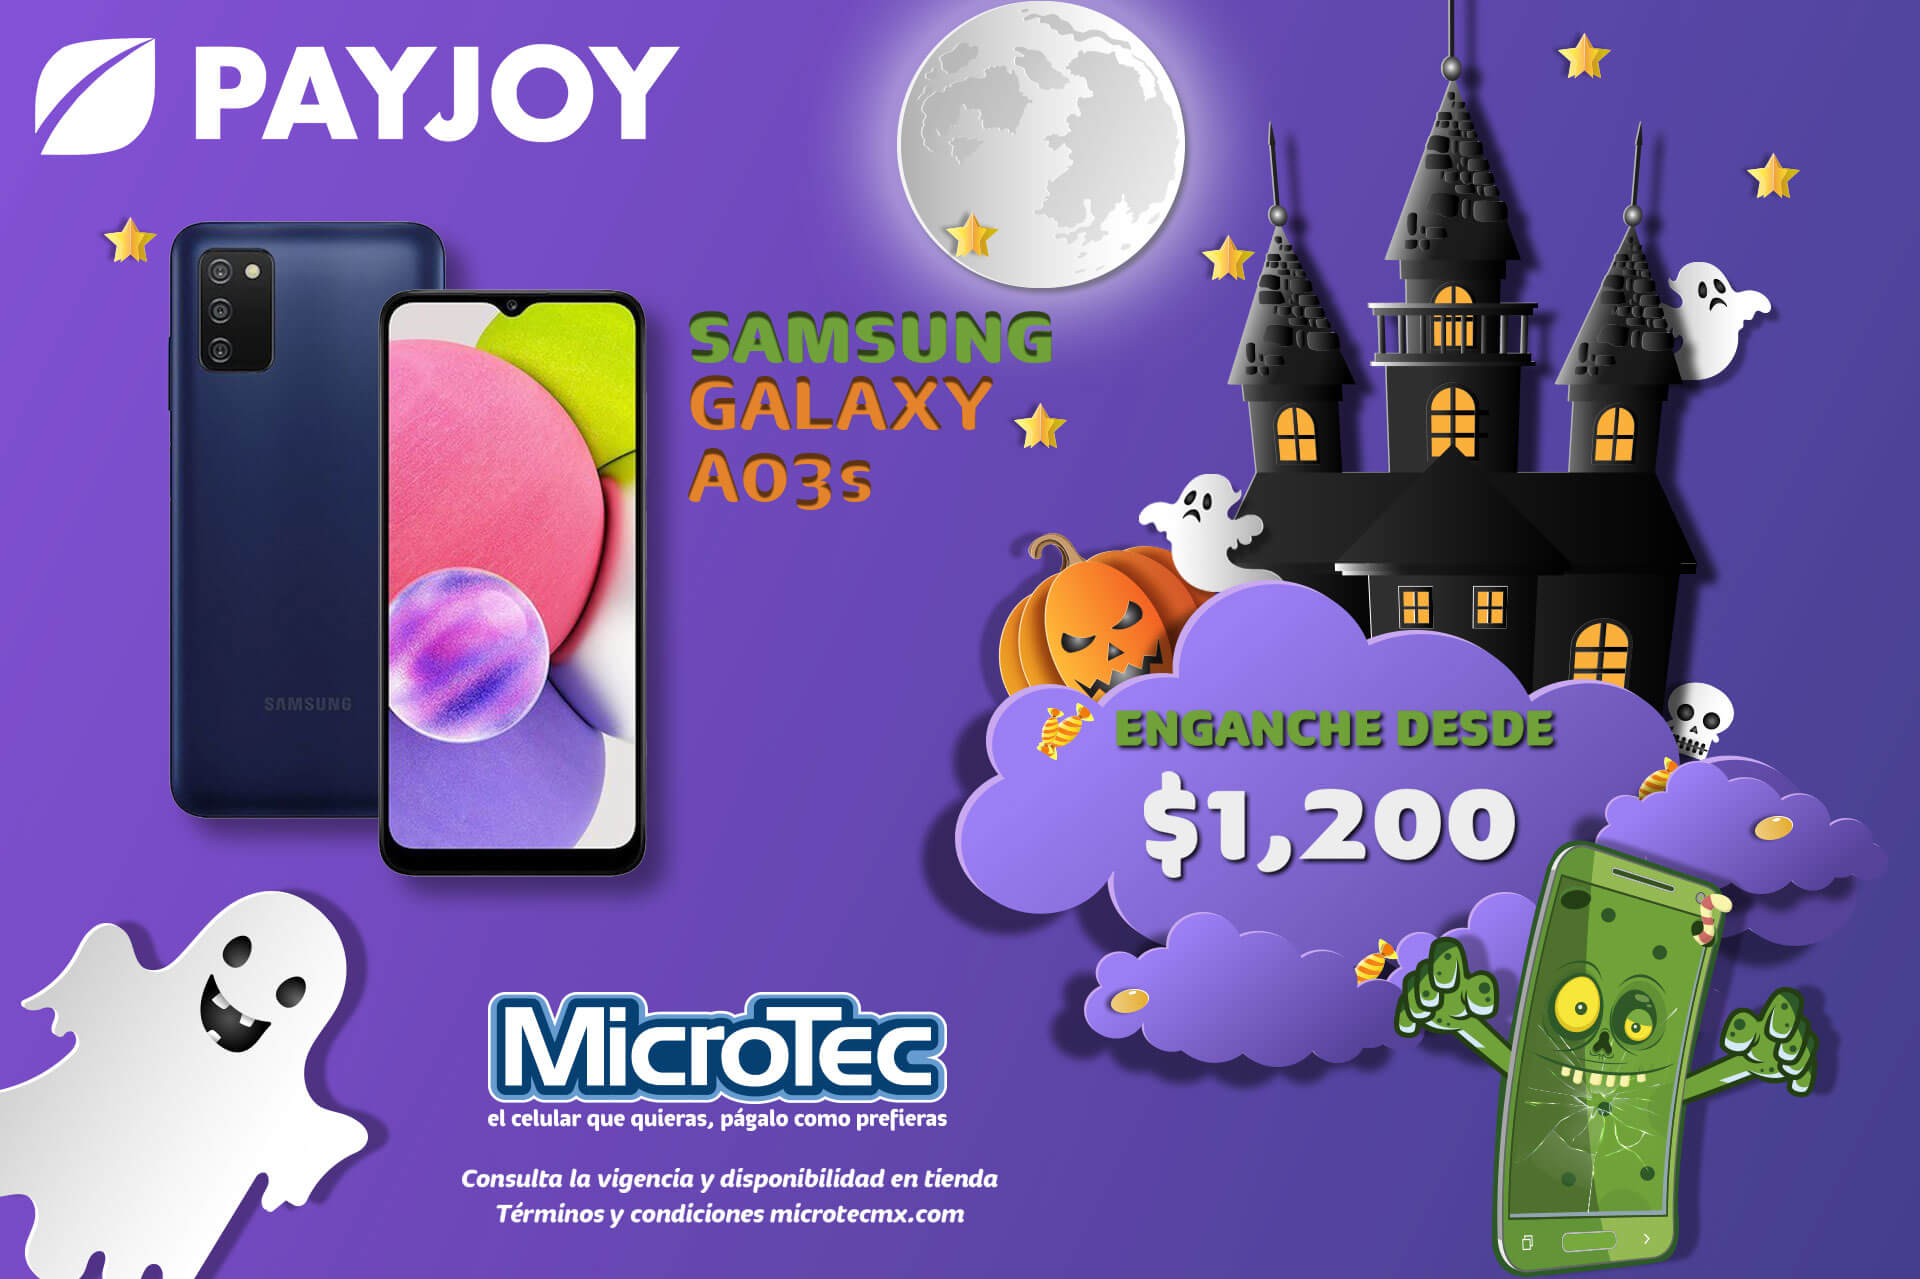 PAYJOY
SAMSUNG
GALAXY
A03s
SAMSUNG
ENGANCHE DESDE
$1,200
MicroTec
el celular que quieras, págalo como prefieras
Consulta la vigencia y disponibilidad en tienda
Términos y condiciones microtecmx.com